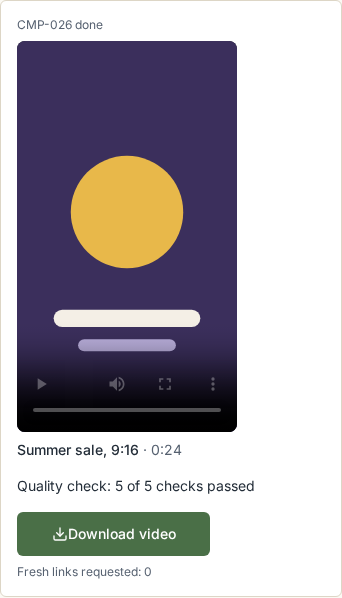 CMP-026 done
Summer sale, 9:16 · 0:24
Quality check: 5 of 5 checks passed
Download video
Fresh links requested: 0